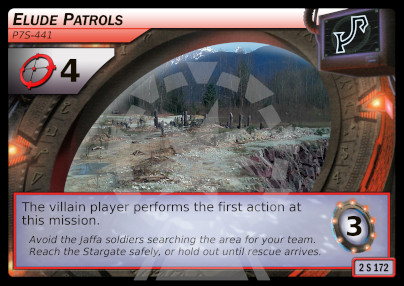 ELUDE PATROLS
P7S-441
4
The villain player performs the first action at
this mission.
Avoid the Jaffa soldiers searching the area for your team.
Reach the Stargate safely, or hold out until rescue arrives.
3
2 S 172